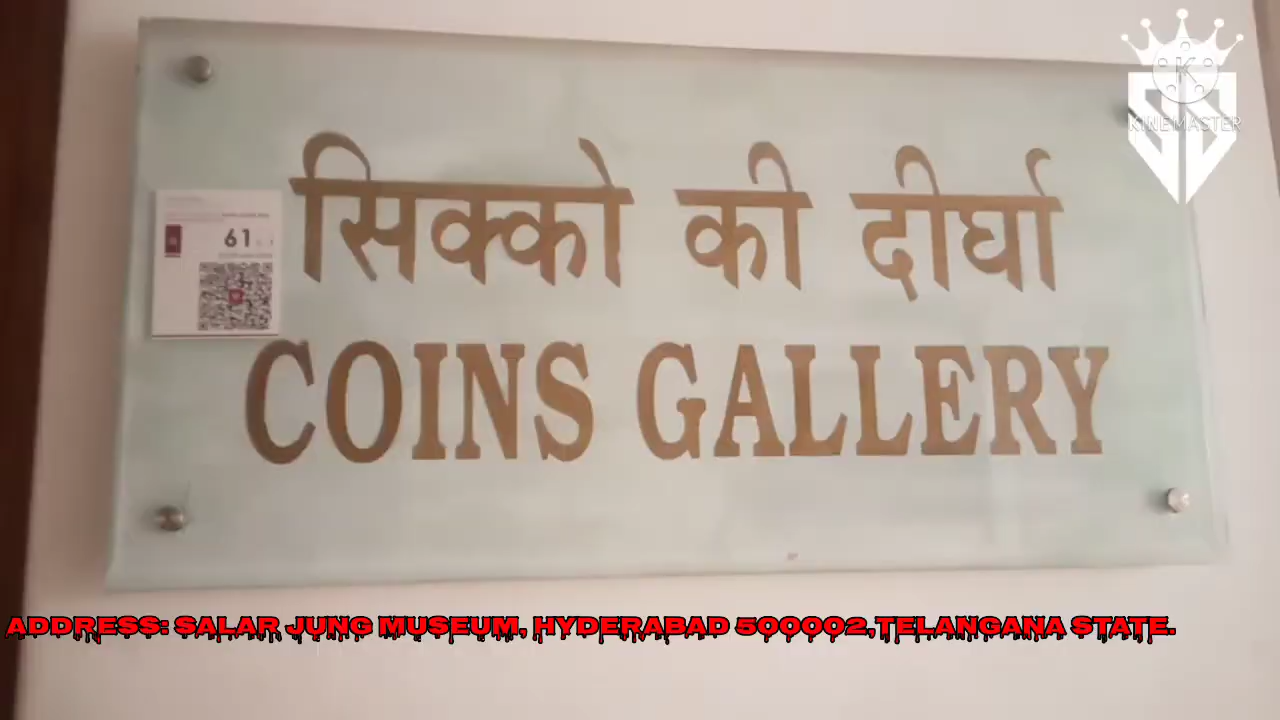 सिक्को की दीर्घा
61
COINS GALLERY
KINEMASTER
ADDRESS: SALAR JUNG MUSEUM, HYDERABAD 500002,TELANGANA STATE.